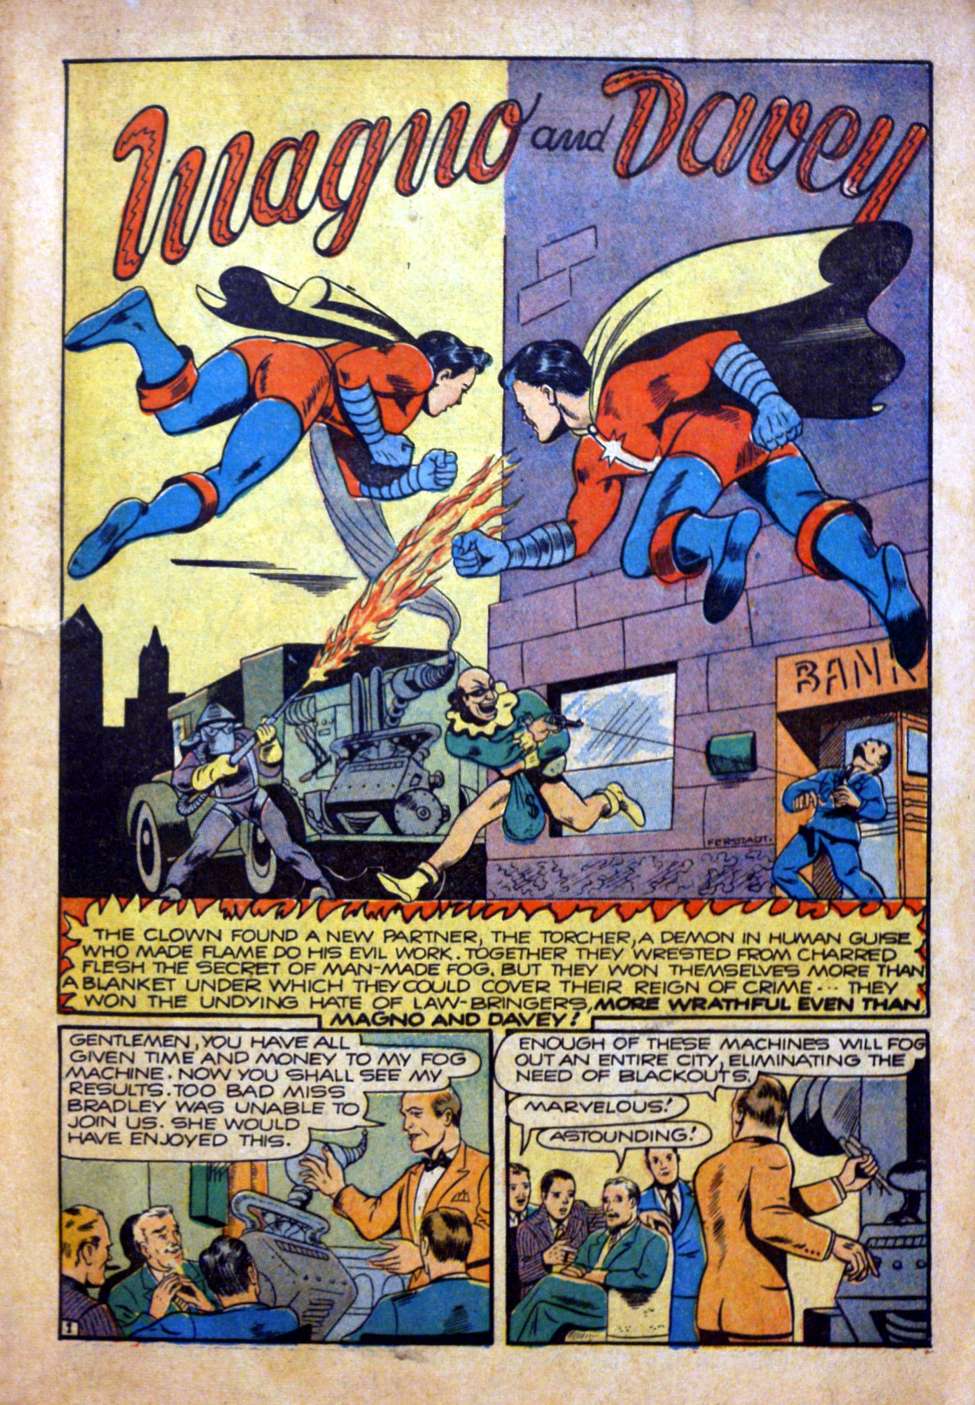 Magno and Davey
BANK
$
FERSTADT.
THE CLOWN FOUND A NEW PARTNER, THE TORCHER, A DEMON IN HUMAN GUISE
WHO MADE FLAME DO HIS EVIL WORK. TOGETHER THEY WRESTED FROM CHARRED
FLESH THE SECRET OF MAN-MADE FOG. BUT THEY WON THEMSELVES MORE THAN
A BLANKET UNDER WHICH THEY COULD COVER THEIR REIGN OF CRIME--- THEY
WON THE UNDYING HATE OF LAW-BRINGERS, MORE WRATHFUL EVEN THAN
MAGNO AND DAVEY!
GENTLEMEN, YOU HAVE ALL
GIVEN TIME AND MONEY TO MY FOG
MACHINE. NOW YOU SHALL SEE MY
RESULTS. TOO BAD MISS
BRADLEY WAS UNABLE TO
JOIN US. SHE WOULD
HAVE ENJOYED THIS.
1
ENOUGH OF THESE MACHINES WILL FOG
OUT AN ENTIRE CITY, ELIMINATING THE
NEED OF BLACKOUTS.
MARVELOUS!
ASTOUNDING!